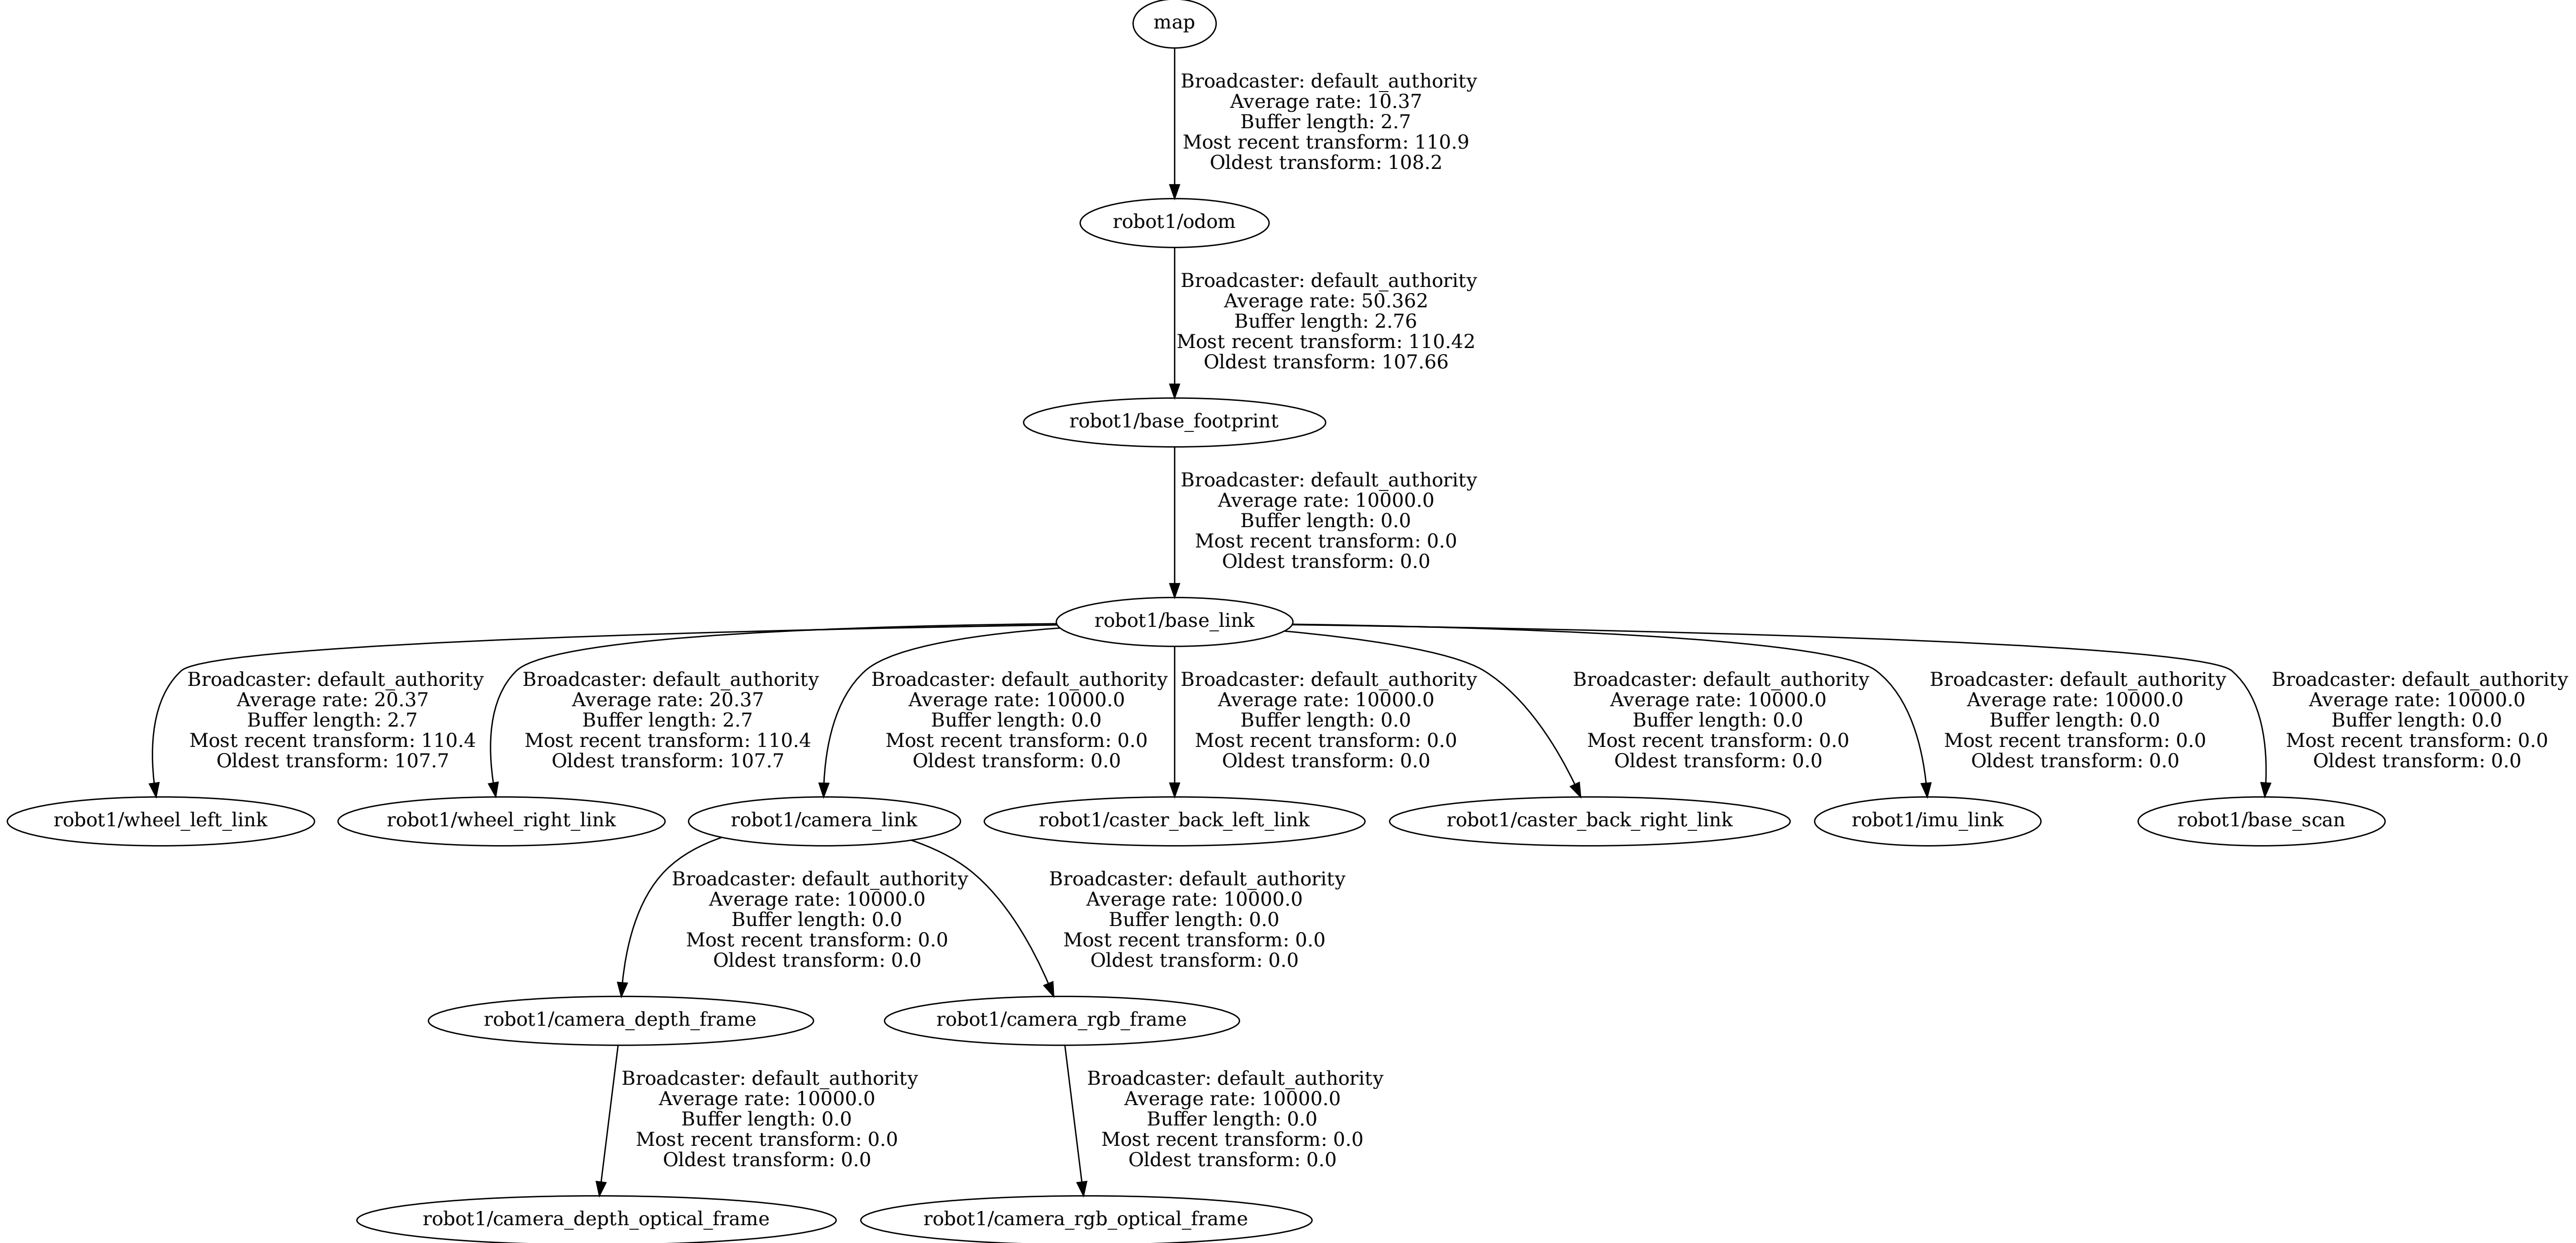 map
Broadcaster: default_authority
Average rate: 10.37
Buffer length: 2.7
Most recent transform: 110.9
Oldest transform: 108.2
robot1/odom
Broadcaster: default_authority
Average rate: 50.362
Buffer length: 2.76
Most recent transform: 110.42
Oldest transform: 107.66
robot1/base_footprint
Broadcaster: default_authority
Average rate: 10000.0
Buffer length: 0.0
Most recent transform: 0.0
Oldest transform: 0.0
robot1/base_link
Broadcaster: default_authority
Average rate: 20.37
Buffer length: 2.7
Most recent transform: 110.4
Oldest transform: 107.7
Broadcaster: default_authority
Average rate: 20.37
Buffer length: 2.7
Most recent transform: 110.4
Oldest transform: 107.7
Broadcaster: default_authority
Average rate: 10000.0
Buffer length: 0.0
Most recent transform: 0.0
Oldest transform: 0.0
Broadcaster: default_authority
Average rate: 10000.0
Buffer length: 0.0
Most recent transform: 0.0
Oldest transform: 0.0
Broadcaster: default_authority
Average rate: 10000.0
Buffer length: 0.0
Most recent transform: 0.0
Oldest transform: 0.0
Broadcaster: default_authority
Average rate: 10000.0
Buffer length: 0.0
Most recent transform: 0.0
Oldest transform: 0.0
Broadcaster: default_authority
Average rate: 10000.0
Buffer length: 0.0
Most recent transform: 0.0
Oldest transform: 0.0
robot1/wheel_left_link
robot1/wheel_right_link
robot1/camera_link
robot1/caster_back_left_link
robot1/caster_back_right_link
robot1/imu_link
robot1/base_scan
Broadcaster: default_authority
Average rate: 10000.0
Buffer length: 0.0
Most recent transform: 0.0
Oldest transform: 0.0
Broadcaster: default_authority
Average rate: 10000.0
Buffer length: 0.0
Most recent transform: 0.0
Oldest transform: 0.0
robot1/camera_depth_frame
robot1/camera_rgb_frame
Broadcaster: default_authority
Average rate: 10000.0
Buffer length: 0.0
Most recent transform: 0.0
Oldest transform: 0.0
Broadcaster: default_authority
Average rate: 10000.0
Buffer length: 0.0
Most recent transform: 0.0
Oldest transform: 0.0
robot1/camera_depth_optical_frame
robot1/camera_rgb_optical_frame